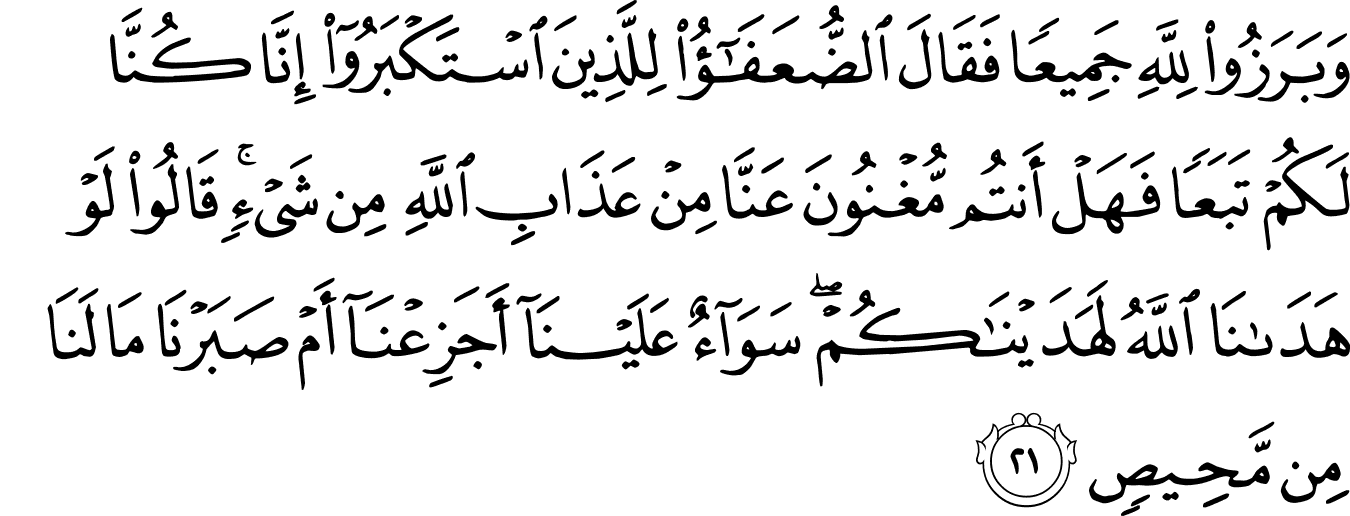 وَبَرَزُوا۟ لِلَّهِ جَمِيعًا فَقَالَ ٱلضُّعَفَـٰٓؤُا۟ لِلَّذِينَ ٱسْتَكْبَرُوٓا۟ إِنَّا كُنَّا
لَكُمْ تَبَعًا فَهَلْ أَنتُم مُّغْنُونَ عَنَّا مِنْ عَذَابِ ٱللَّهِ مِن شَىْءٍ ۚ قَالُوا۟ لَوْ
هَدَىٰنَا ٱللَّهُ لَهَدَيْنَـٰكُمْ ۖ سَوَآءٌ عَلَيْنَآ أَجَزِعْنَآ أَمْ صَبَرْنَا مَا لَنَا
مِن مَّحِيصٍ ٢١